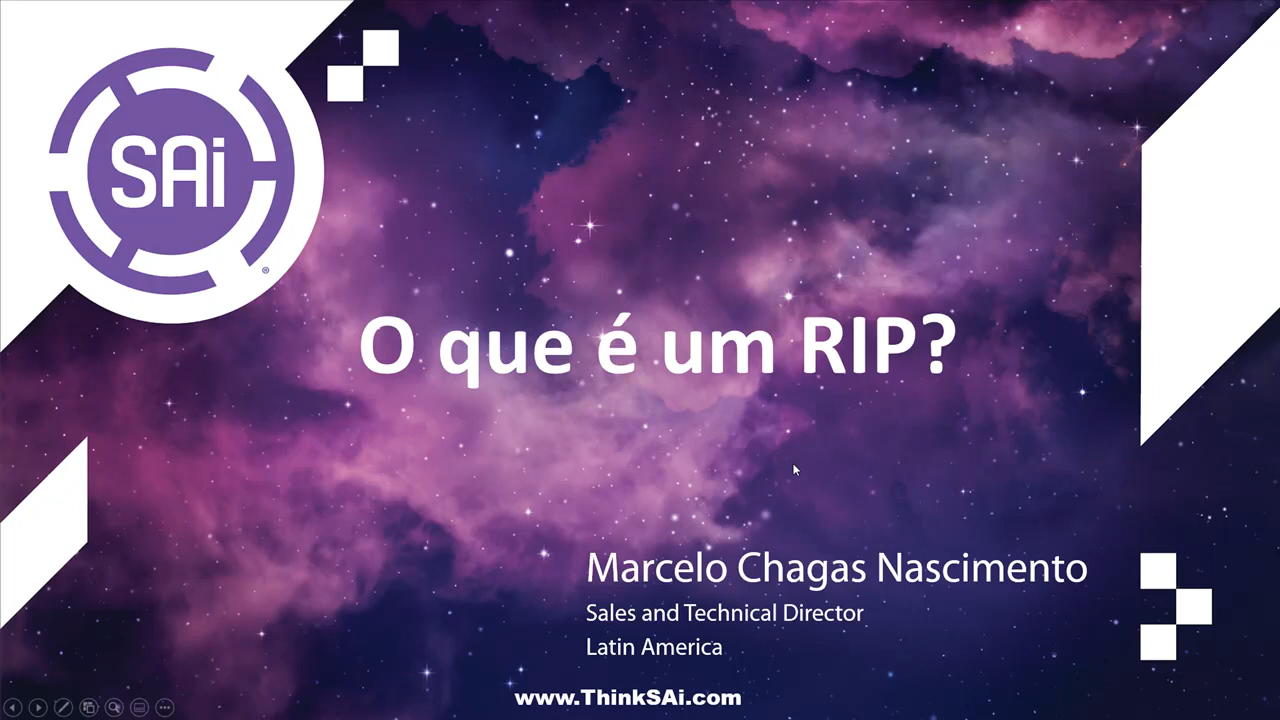 SAi
®
O que é um RIP?
Marcelo Chagas Nascimento
Sales and Technical Director
Latin America
www.ThinkSAi.com